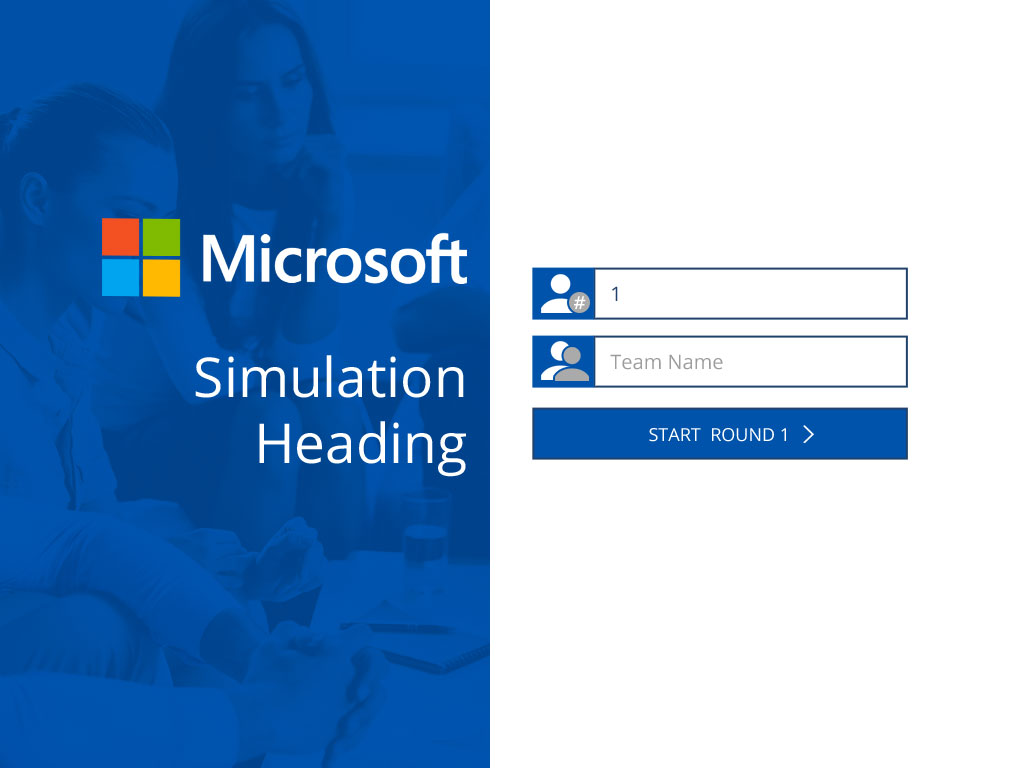 Microsoft
Simulation
Heading
#
1
Team Name
START ROUND 1